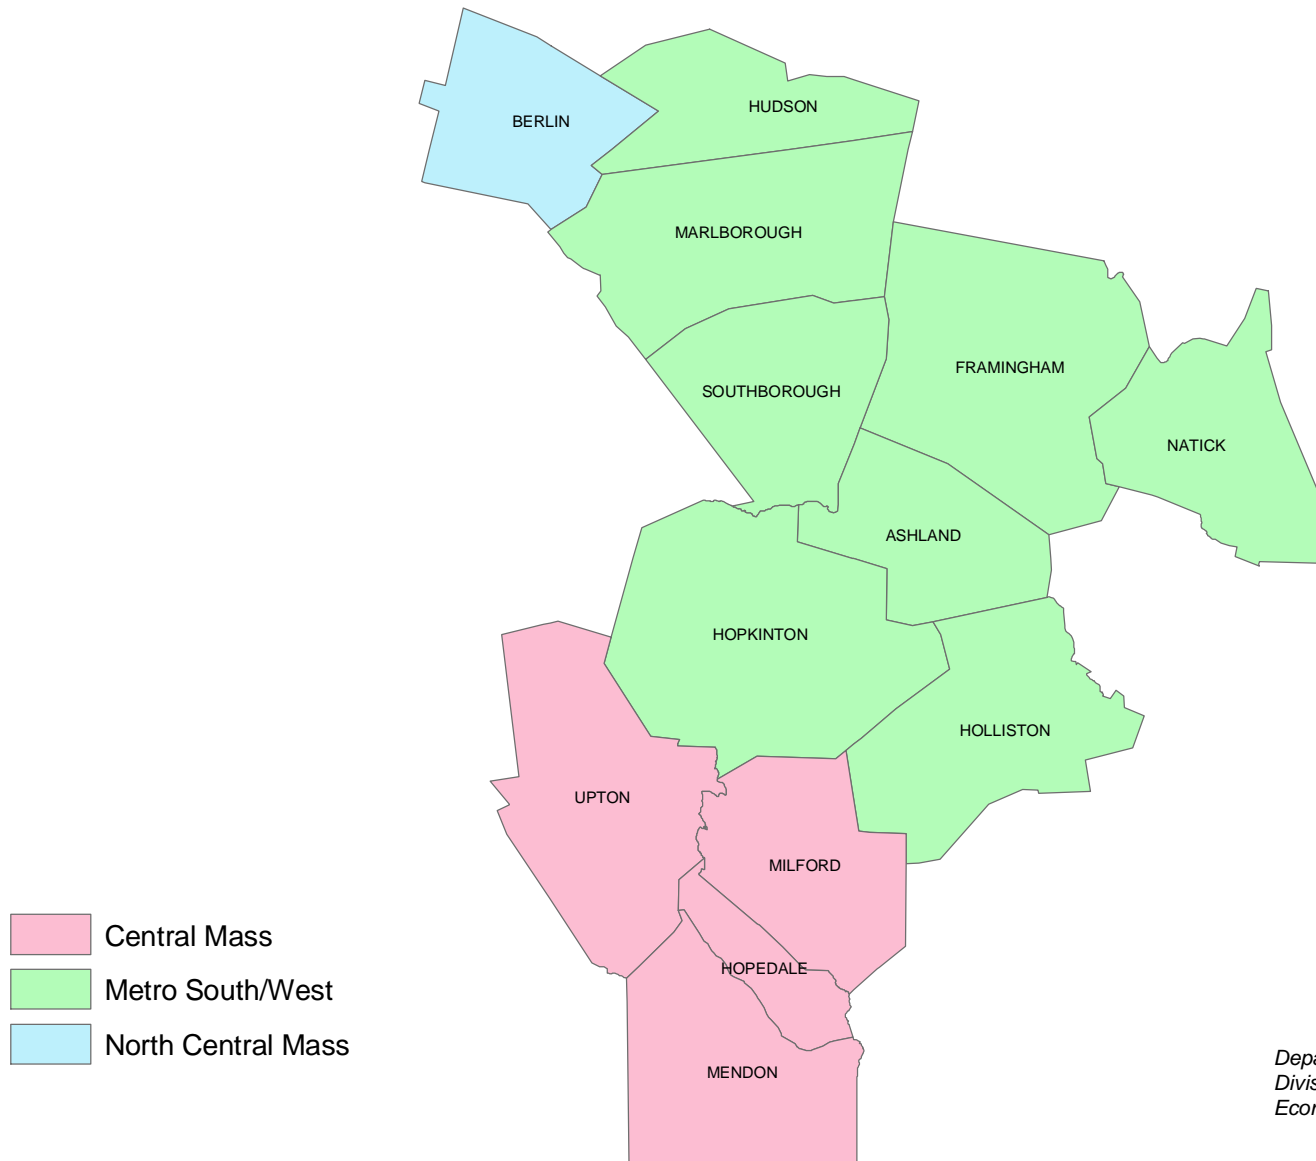 HUDSON
BERLIN
MARLBOROUGH
FRAMINGHAM
SOUTHBOROUGH
NATICK
ASHLAND
HOPKINTON
HOLLISTON
UPTON
MILFORD
Central Mass
HOPEDALE
Metro South/West
North Central Mass
MENDON